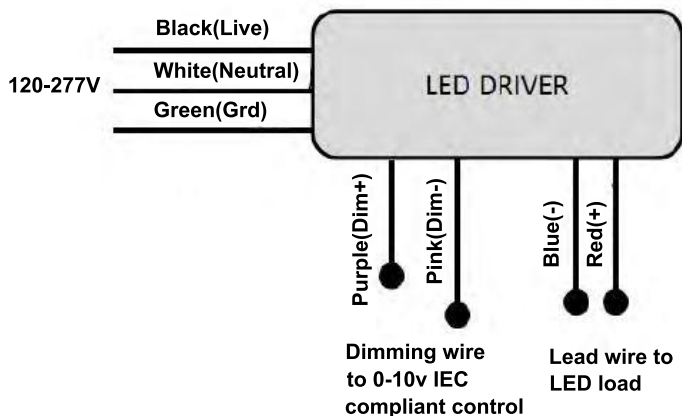 Black(Live)
120-277V
White(Neutral)
Green(Grd)
LED DRIVER
Purple(Dim+)
Pink(Dim-)
Blue(-)
Red(+)
Dimming wire
to 0-10v IEC
compliant control
Lead wire to
LED load